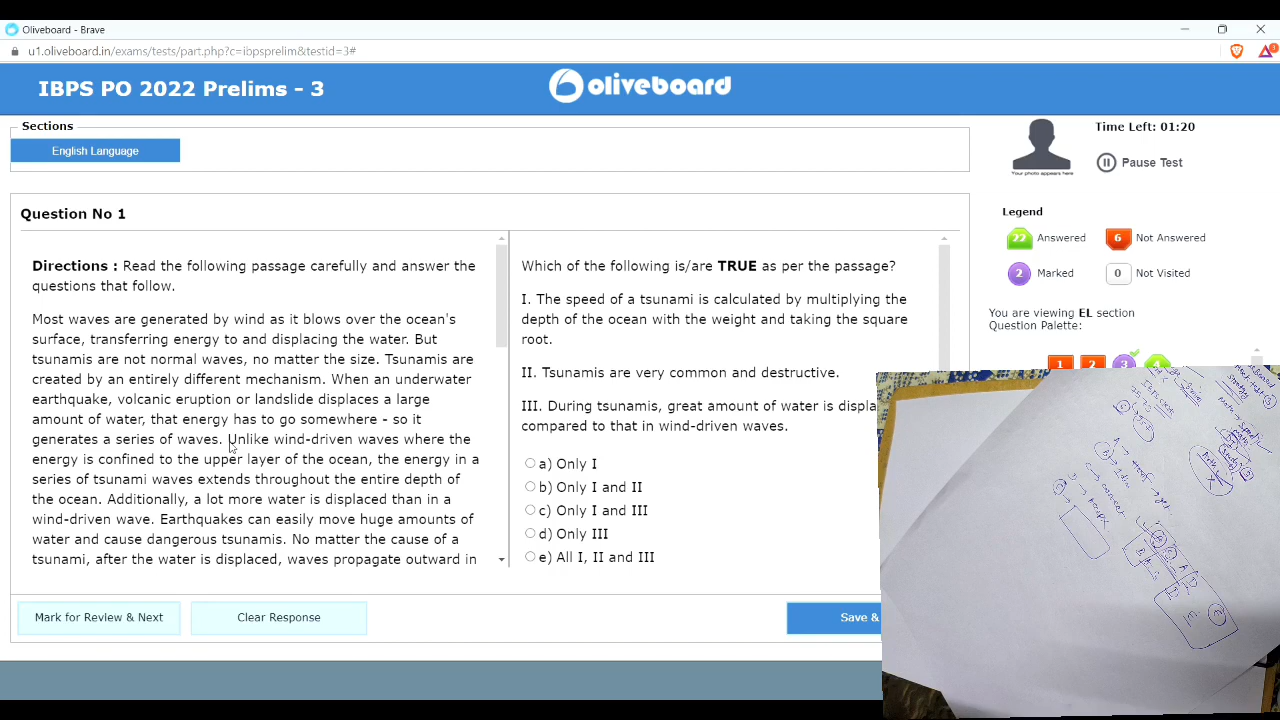 Oliveboard - Brave
u1.oliveboard.in/exams/tests/part.php?c=ibpsprelim&testid=3#
IBPS PO 2022 Prelims - 3
oliveboard
Sections
English Language
Time Left: 01:20
Your photo appears here
Pause Test
Question No 1
Directions : Read the following passage carefully and answer the
questions that follow.
Most waves are generated by wind as it blows over the ocean's
surface, transferring energy to and displacing the water. But
tsunamis are not normal waves, no matter the size. Tsunamis are
created by an entirely different mechanism. When an underwater
earthquake, volcanic eruption or landslide displaces a large
amount of water, that energy has to go somewhere - so it
generates a series of waves. Unlike wind-driven waves where the
energy is confined to the upper layer of the ocean, the energy in a
series of tsunami waves extends throughout the entire depth of
the ocean. Additionally, a lot more water is displaced than in a
wind-driven wave. Earthquakes can easily move huge amounts of
water and cause dangerous tsunamis. No matter the cause of a
tsunami, after the water is displaced, waves propagate outward in
Which of the following is/are TRUE as per the passage?
I. The speed of a tsunami is calculated by multiplying the
depth of the ocean with the weight and taking the square
root.
II. Tsunamis are very common and destructive.
III. During tsunamis, great amount of water is displa
compared to that in wind-driven waves.
a) Only I
b) Only I and II
c) Only I and III
d) Only III
e) All I, II and III
Legend
22 Answered
6 Not Answered
2 Marked
0 Not Visited
You are viewing EL section
Question Palette:
1 2 3 4
Mark for Review & Next
Clear Response
Save &